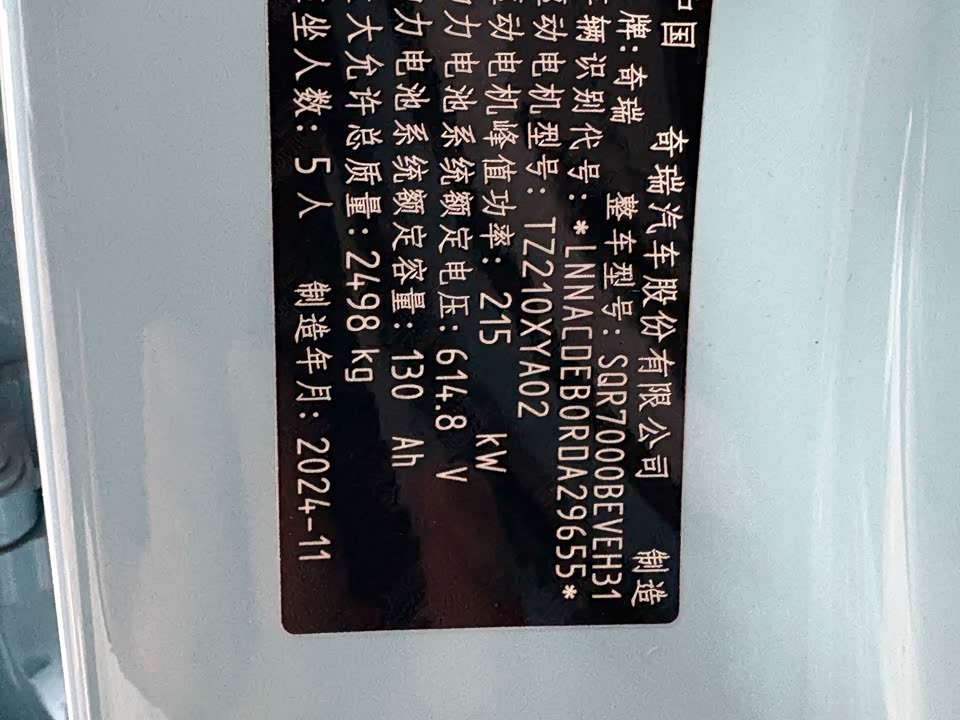 国 奇瑞汽车股份有限公司 制造
牌: 奇瑞 整车型号: SQR7000BEVEH31
辆识别代号: *LNNACDEB0RDA29655*
动电机型号: TZ210XYA02
动电机峰值功率: 215 kW
力电池系统额定电压: 614.8 V
力电池系统额定容量: 130 Ah
大允许总质量: 2498 kg
坐人数: 5人 制造年月: 2024-11